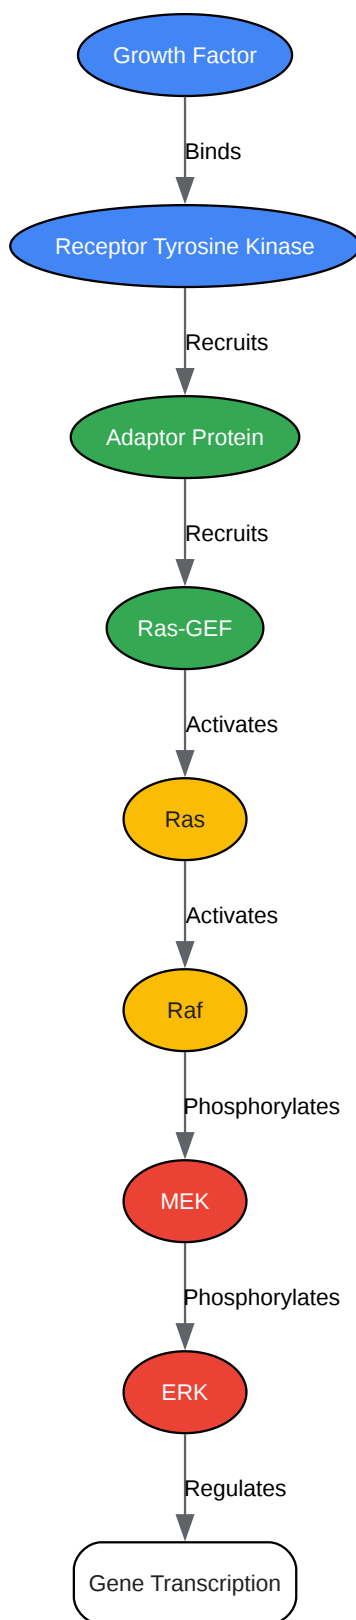 Growth Factor
Binds
Receptor Tyrosine Kinase
Recruits
Adaptor Protein
Recruits
Ras-GEF
Activates
Ras
Activates
Raf
Phosphorylates
MEK
Phosphorylates
ERK
Regulates
Gene Transcription